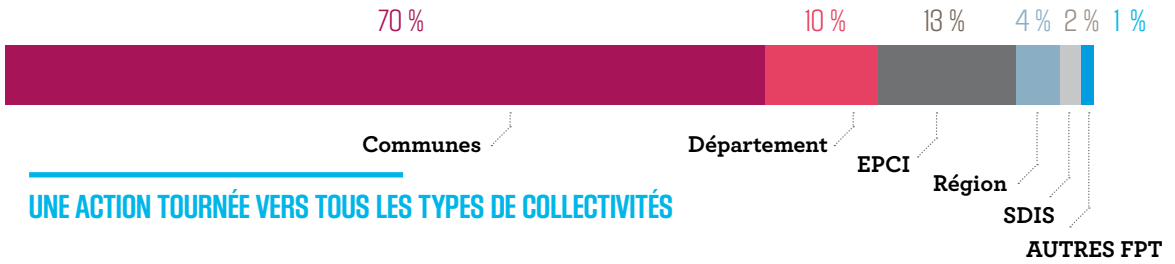 70 % 10 % 13 % 4 % 2 % 1 %
Communes
Département
EPCI
Région
SDIS
AUTRES FPT
UNE ACTION TOURNÉE VERS TOUS LES TYPES DE COLLECTIVITÉS